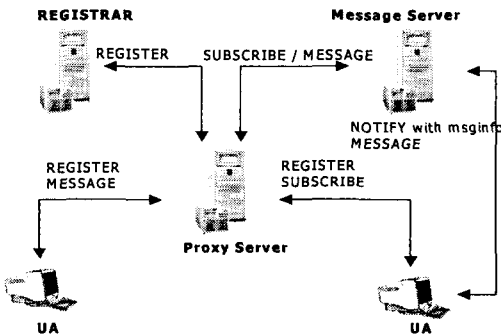 REGISTRAR
Message Server
REGISTER
SUBSCRIBE / MESSAGE
NOTIFY with msginfo
MESSAGE
REGISTER
MESSAGE
REGISTER
SUBSCRIBE
Proxy Server
UA
UA